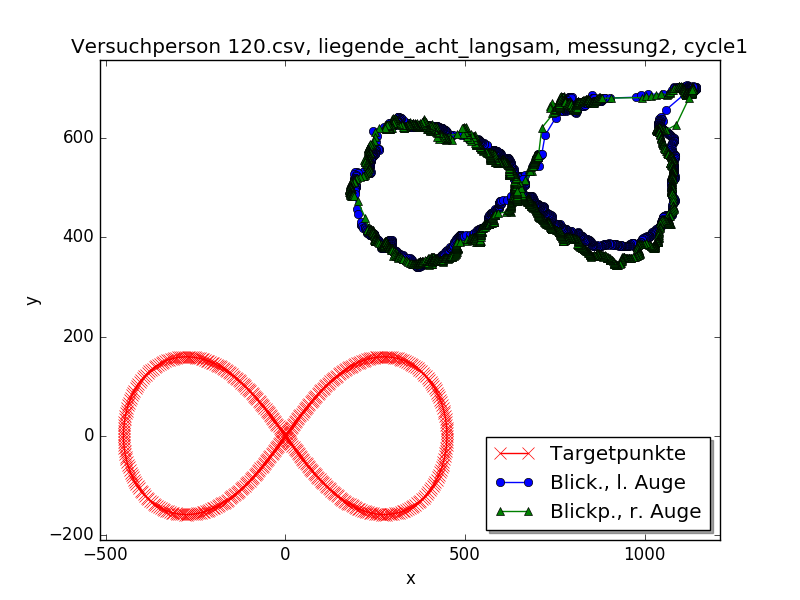 Versuchperson 120.csv, liegende_acht_langsam, messung2, cycle1
600
400
200
0
−200
y
−500
0
500
1000
x
Targetpunkte
Blick., l. Auge
Blickp., r. Auge